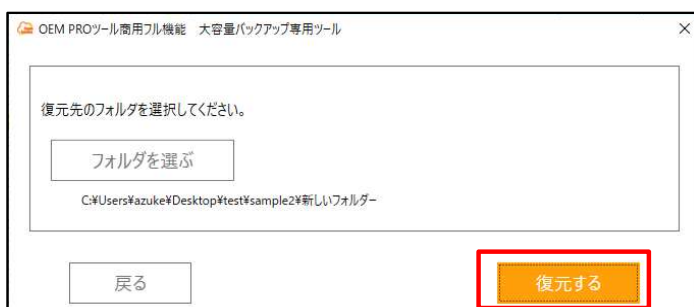 OEM PROツール商用フル機能　大容量バックアップ専用ツール
復元先のフォルダを選択してください。
フォルダを選ぶ
C:¥Users¥azuke¥Desktop¥test¥sample2¥新しいフォルダー
戻る
復元する